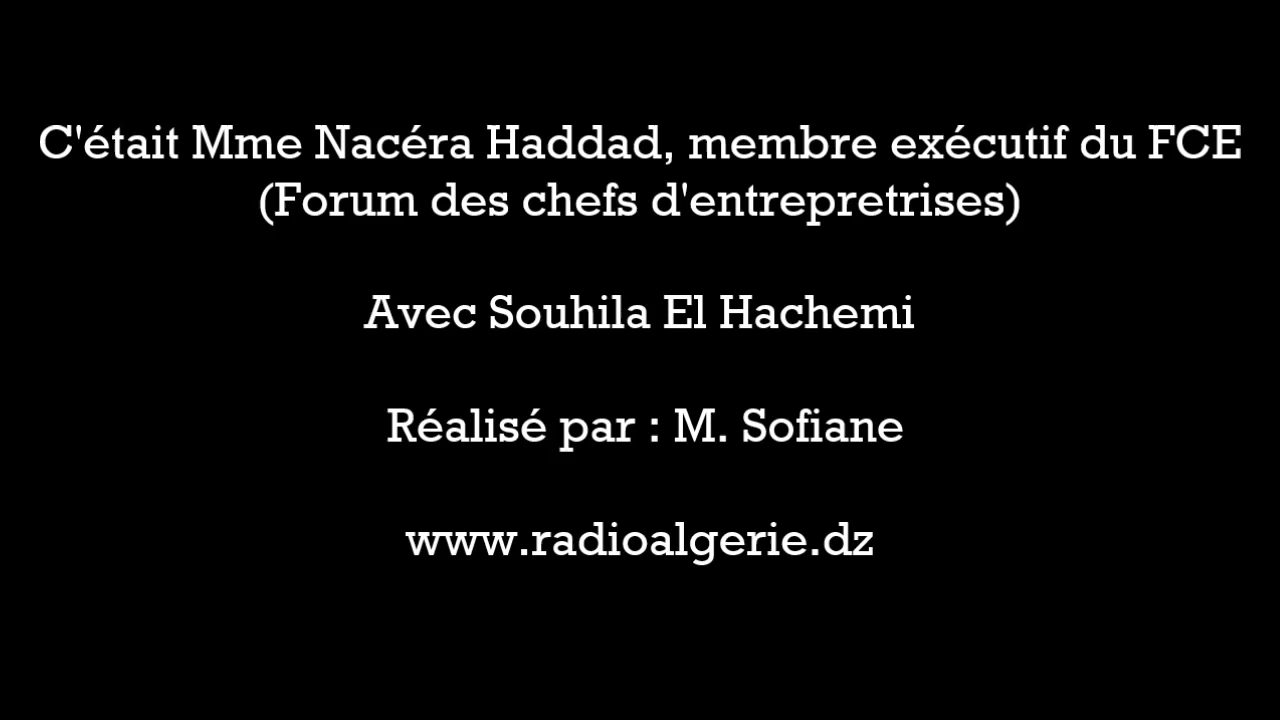 C'était Mme Nacéra Haddad, membre exécutif du FCE
(Forum des chefs d'entrepretrises)
Avec Souhila El Hachemi
Réalisé par : M. Sofiane
www.radioalgerie.dz